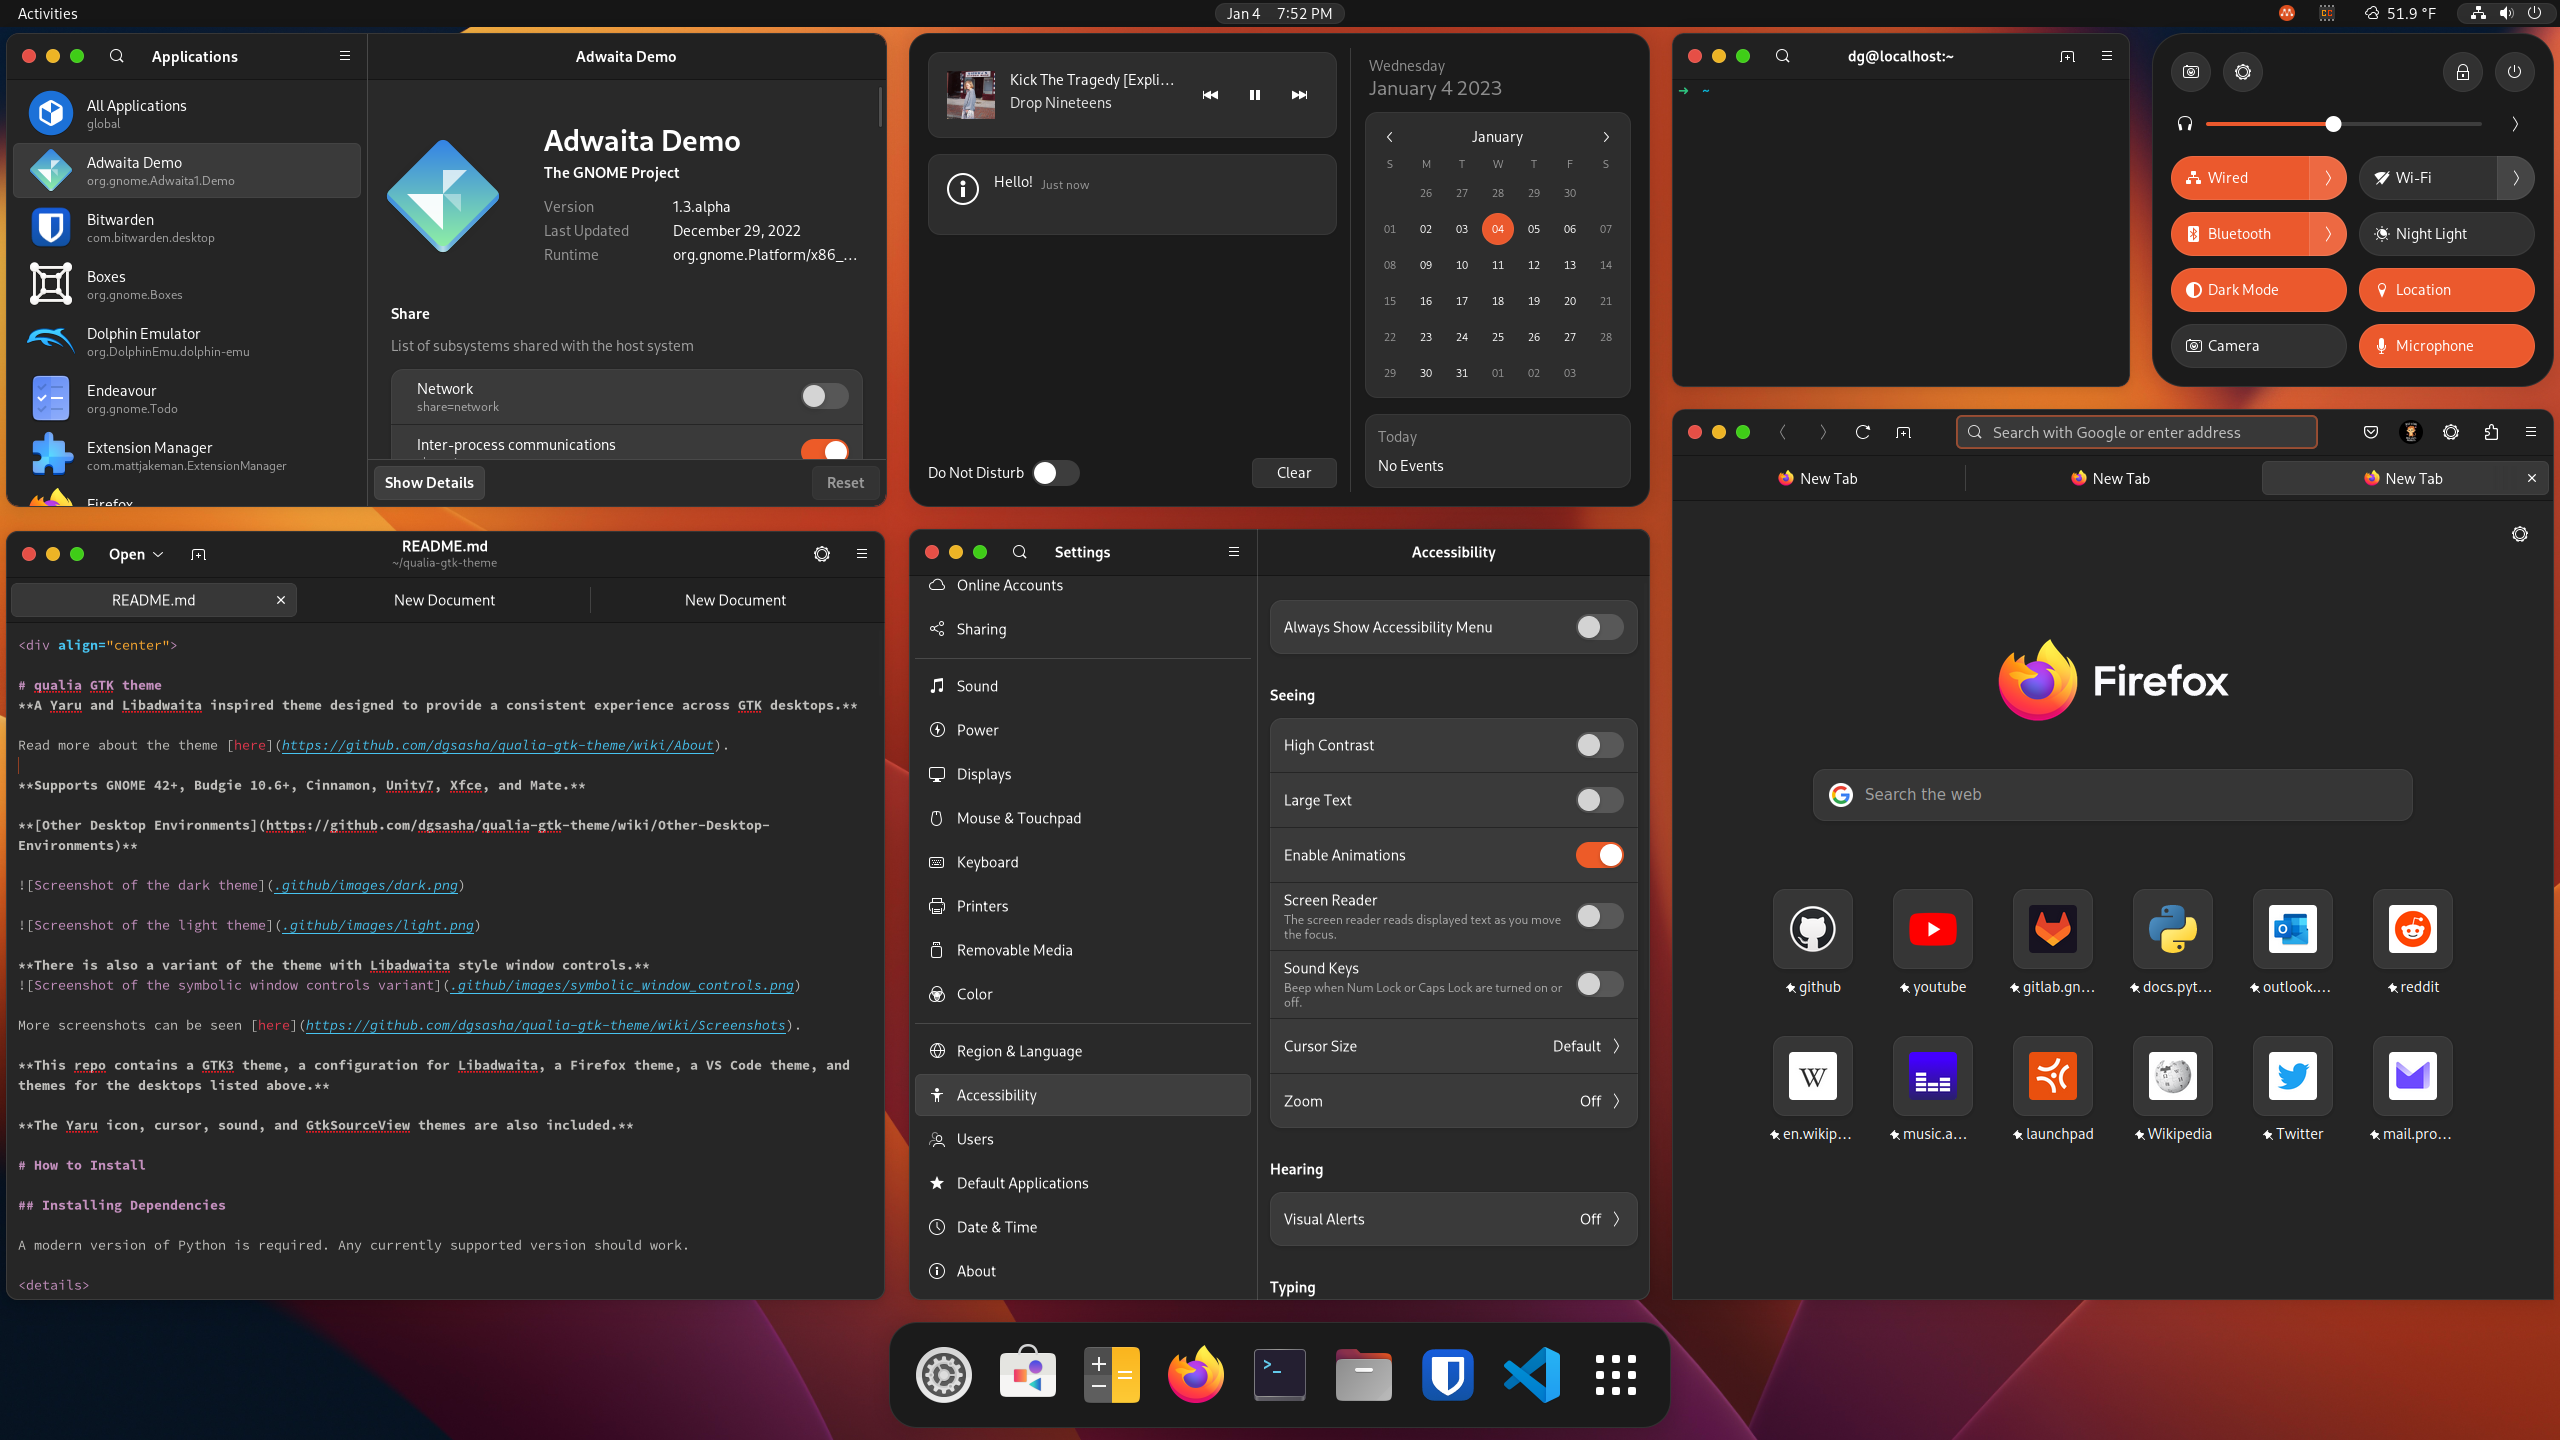 Activities
Jan 4 7:52 PM
51.9 °F
Applications
Adwaita Demo
All Applications
global
Adwaita Demo
org.gnome.Adwaita1.Demo
Bitwarden
com.bitwarden.desktop
Boxes
org.gnome.Boxes
Dolphin Emulator
org.DolphinEmu.dolphin-emu
Endeavour
org.gnome.Todo
Extension Manager
com.mattjakeman.ExtensionManager
Firefox
Adwaita Demo
The GNOME Project
Version 1.3.alpha
Last Updated December 29, 2022
Runtime org.gnome.Platform/x86_...
Share
List of subsystems shared with the host system
Network
share=network
Inter-process communications
Show Details
Reset
Kick The Tragedy [Expli...
Drop Nineteens
Hello! Just now
Do Not Disturb
Clear
Wednesday
January 4 2023
January
S M T W T F S
26 27 28 29 30
01 02 03 04 05 06 07
08 09 10 11 12 13 14
15 16 17 18 19 20 21
22 23 24 25 26 27 28
29 30 31 01 02 03
Today
No Events
dg@localhost:~
➜ ~
Wired
Wi-Fi
Bluetooth
Night Light
Dark Mode
Location
Camera
Microphone
Open
README.md
~/qualia-gtk-theme
README.md
New Document
New Document
<div align="center">
# qualia GTK theme
**A Yaru and Libadwaita inspired theme designed to provide a consistent experience across GTK desktops.**
Read more about the theme [here](https://github.com/dgsasha/qualia-gtk-theme/wiki/About).
**Supports GNOME 42+, Budgie 10.6+, Cinnamon, Unity7, Xfce, and Mate.**
**[Other Desktop Environments](https://github.com/dgsasha/qualia-gtk-theme/wiki/Other-Desktop-
Environments)**
![Screenshot of the dark theme](.github/images/dark.png)
![Screenshot of the light theme](.github/images/light.png)
**There is also a variant of the theme with Libadwaita style window controls.**
![Screenshot of the symbolic window controls variant](.github/images/symbolic_window_controls.png)
More screenshots can be seen [here](https://github.com/dgsasha/qualia-gtk-theme/wiki/Screenshots).
**This repo contains a GTK3 theme, a configuration for Libadwaita, a Firefox theme, a VS Code theme, and
themes for the desktops listed above.**
**The Yaru icon, cursor, sound, and GtkSourceView themes are also included.**
# How to Install
## Installing Dependencies
A modern version of Python is required. Any currently supported version should work.
<details>
Settings
Accessibility
Online Accounts
Sharing
Sound
Power
Displays
Mouse & Touchpad
Keyboard
Printers
Removable Media
Color
Region & Language
Accessibility
Users
Default Applications
Date & Time
About
Always Show Accessibility Menu
Seeing
High Contrast
Large Text
Enable Animations
Screen Reader
The screen reader reads displayed text as you move
the focus.
Sound Keys
Beep when Num Lock or Caps Lock are turned on or
off.
Cursor Size Default
Zoom Off
Hearing
Visual Alerts Off
Typing
Search with Google or enter address
New Tab
New Tab
New Tab
Firefox
Search the web
github
youtube
gitlab.gn...
docs.pyt...
outlook....
reddit
en.wikip...
music.a...
launchpad
Wikipedia
Twitter
mail.pro...